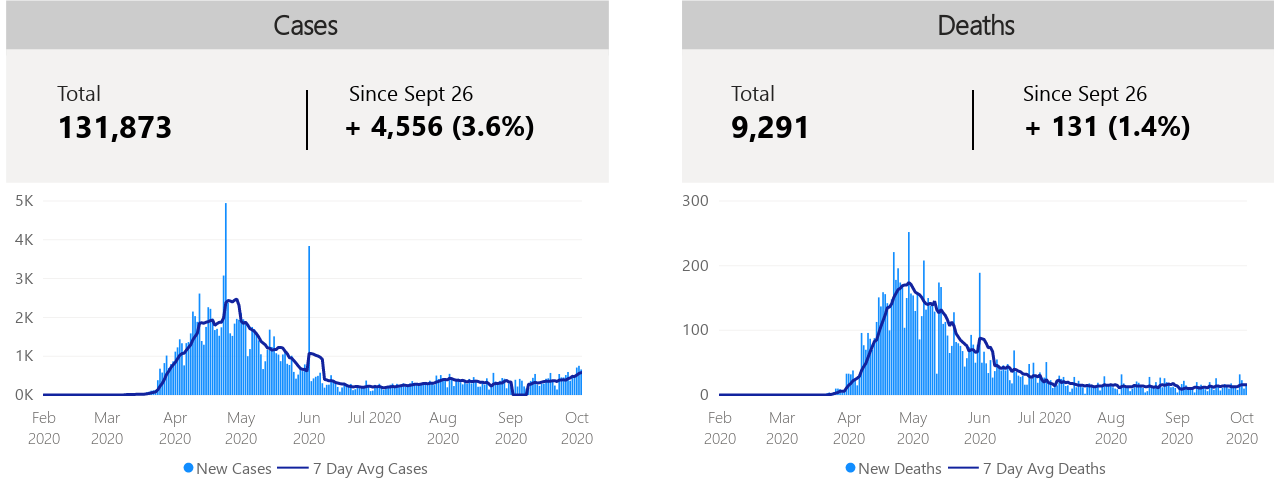 Cases
Total
Since Sept 26
131,873
+ 4,556 (3.6%)
5K
4K
3K
2K
1K
0K
Feb 2020
Mar 2020
Apr 2020
May 2020
Jun 2020
Jul 2020
Aug 2020
Sep 2020
Oct 2020
New Cases
7 Day Avg Cases
Deaths
Total
Since Sept 26
9,291
+ 131 (1.4%)
300
200
100
0
Feb 2020
Mar 2020
Apr 2020
May 2020
Jun 2020
Jul 2020
Aug 2020
Sep 2020
Oct 2020
New Deaths
7 Day Avg Deaths